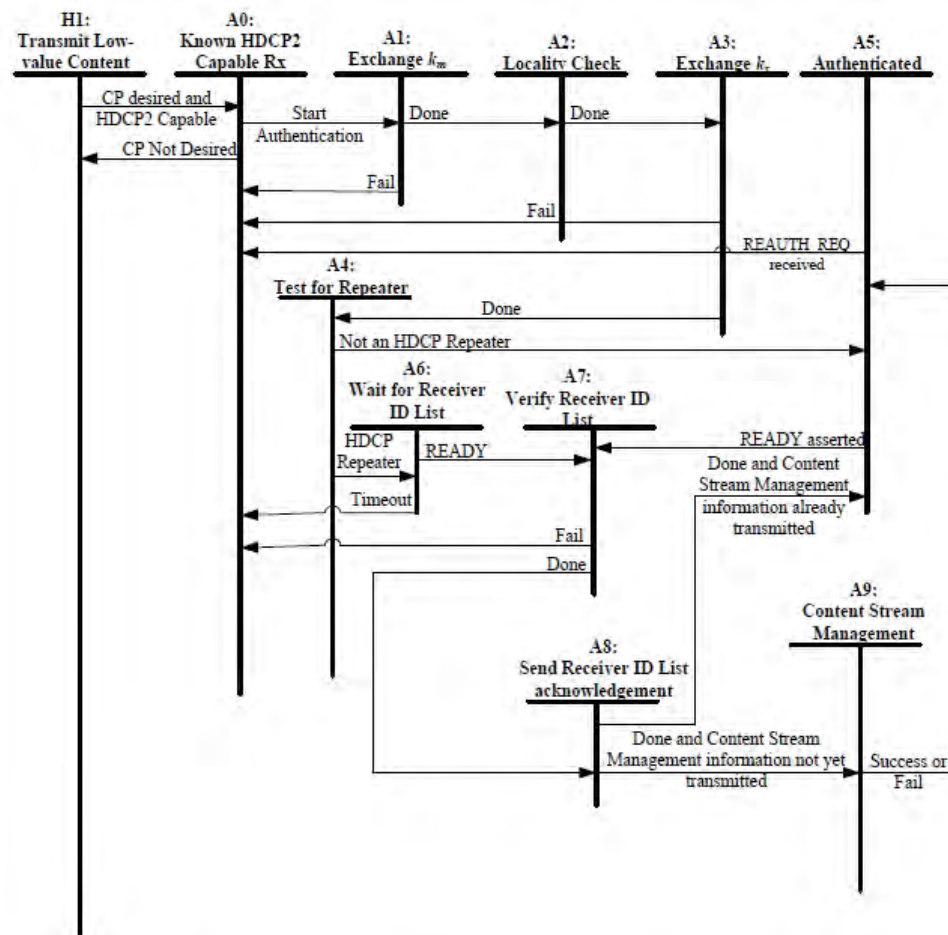 H1:
Transmit Low-
value Content
A0:
Known HDCP2
Capable Rx
A1:
Exchange km
A2:
Locality Check
A3:
Exchange ks
A5:
Authenticated
CP desired and
HDCP2 Capable
Start
Authentication
Done
Done
CP Not Desired
Fail
Fail
REAUTH_REQ
received
A4:
Test for Repeater
Done
Not an HDCP Repeater
A6:
Wait for Receiver
ID List
A7:
Verify Receiver ID
List
HDCP
Repeater
READY
READY asserted
Timeout
Done and Content
Stream Management
information already
transmitted
Fail
Done
A9:
Content Stream
Management
A8:
Send Receiver ID List
acknowledgement
Done and Content Stream
Management information not yet
transmitted
Success or
Fail